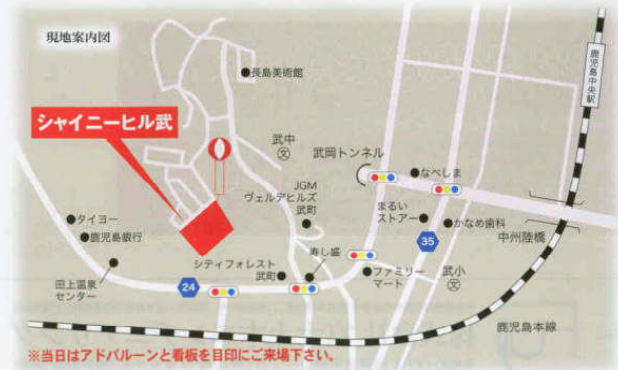 現地案内図
長島美術館
鹿児島中央駅
シャイニーヒル武
武中
文
武岡トンネル
なべしま
JGM
ヴェルデヒルズ
武町
まるい
ストアー
かなめ歯科
タイヨー
鹿児島銀行
中州陸橋
35
寿し盛
シティフォレスト
武町
田上温泉
センター
24
ファミリー
マート
武小
文
鹿児島本線
※当日はアドバルーンと看板を目印にご来場下さい。